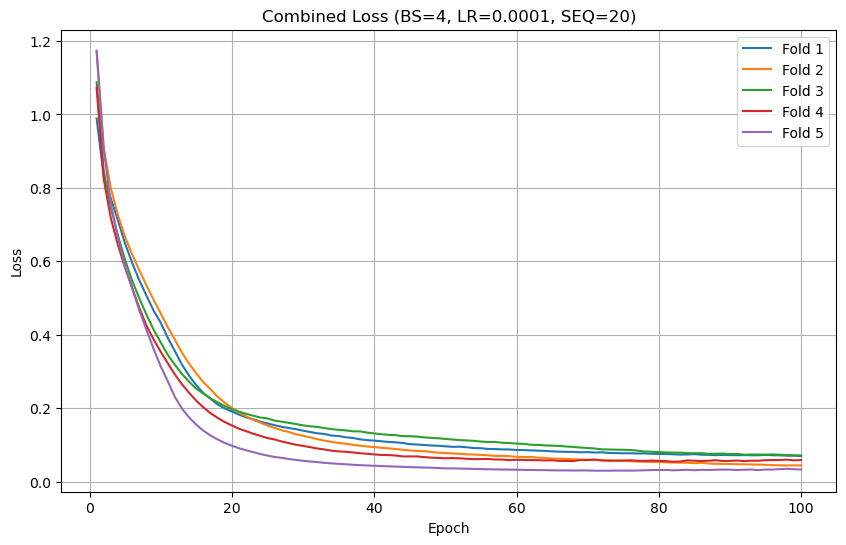 Combined Loss (BS=4, LR=0.0001, SEQ=20)
Fold 1
Fold 2
Fold 3
Fold 4
Fold 5
Loss
1.2
1.0
0.8
0.6
0.4
0.2
0.0
0 20 40 60 80 100
Epoch